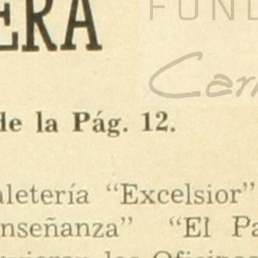 ERA
FUND
Car
de la Pág. 12.
aletería “Excelsior”
nseñanza” “El Pa